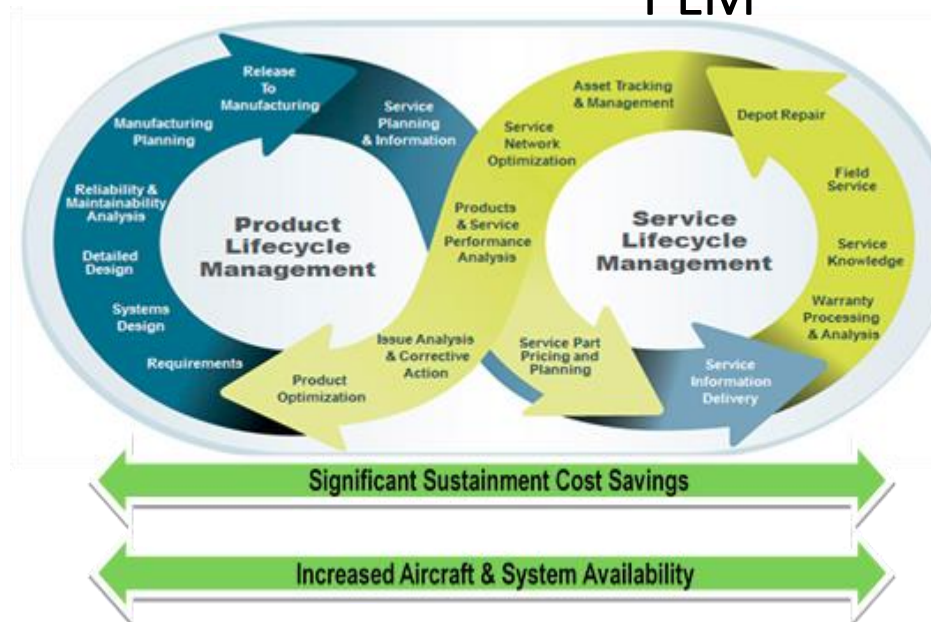 PLM
Release
To
Manufacturing
Manufacturing
Planning
Reliability &
Maintainability
Analysis
Detailed
Design
Systems
Design
Requirements
Product
Lifecycle
Management
Service
Planning
& Information
Service
Network
Optimization
Asset Tracking
& Management
Products
& Service
Performance
Analysis
Issue Analysis
& Corrective
Action
Product
Optimization
Service Part
Pricing and
Planning
Service
Information
Delivery
Service
Lifecycle
Management
Depot Repair
Field
Service
Service
Knowledge
Warranty
Processing
& Analysis
Significant Sustainment Cost Savings
Increased Aircraft & System Availability